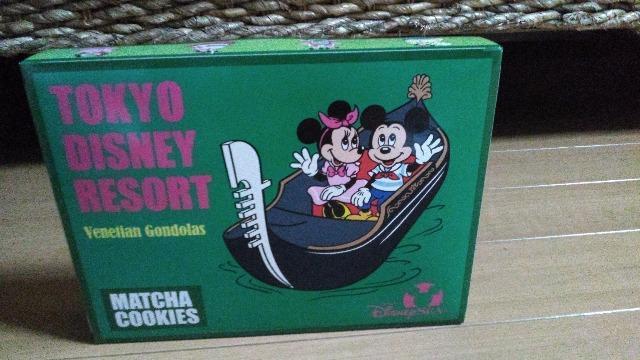 TOKYO
DISNEY
RESORT
Venetian Gondolas
MATCHA
COOKIES
DisneySea